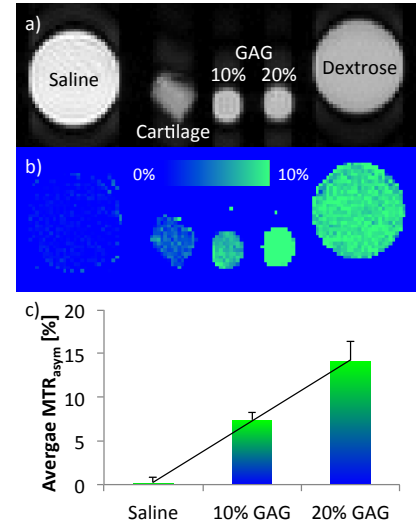 a)
GAG
Saline
10% 20%
Dextrose
Cartilage
b)
0% 10%
c)
Avergae MTRasym [%]
20
15
10
5
0
Saline 10% GAG 20% GAG